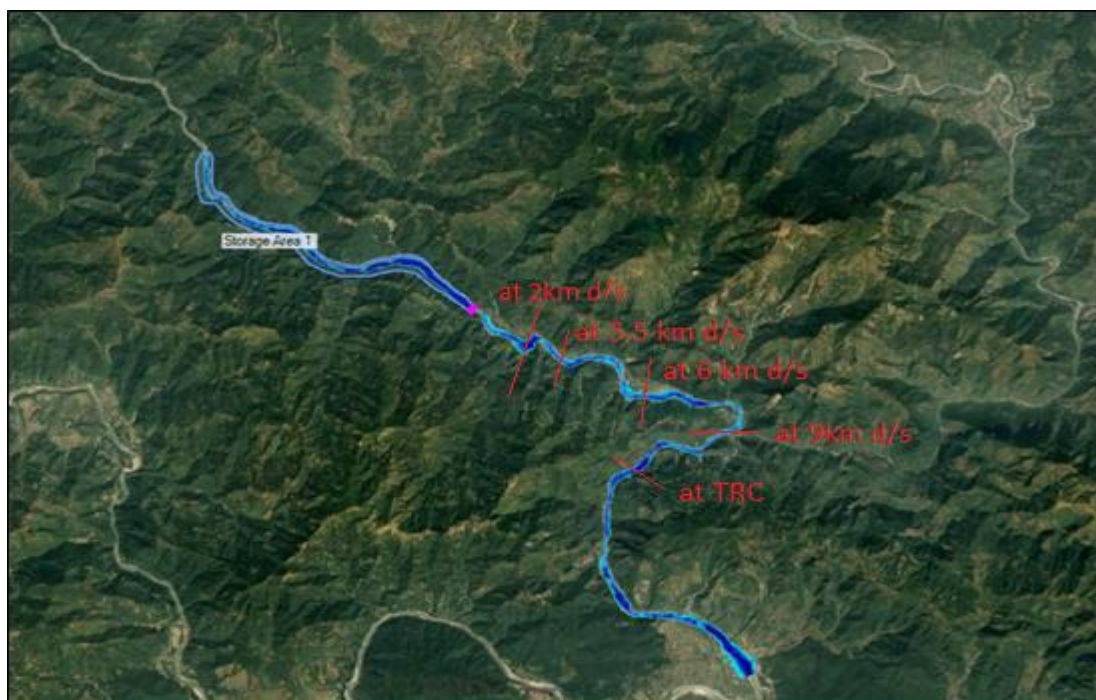 Storage Area 1
at 2km d/s
at 3.5 km d/s
at 6 km d/s
at 9km d/s
at TRC